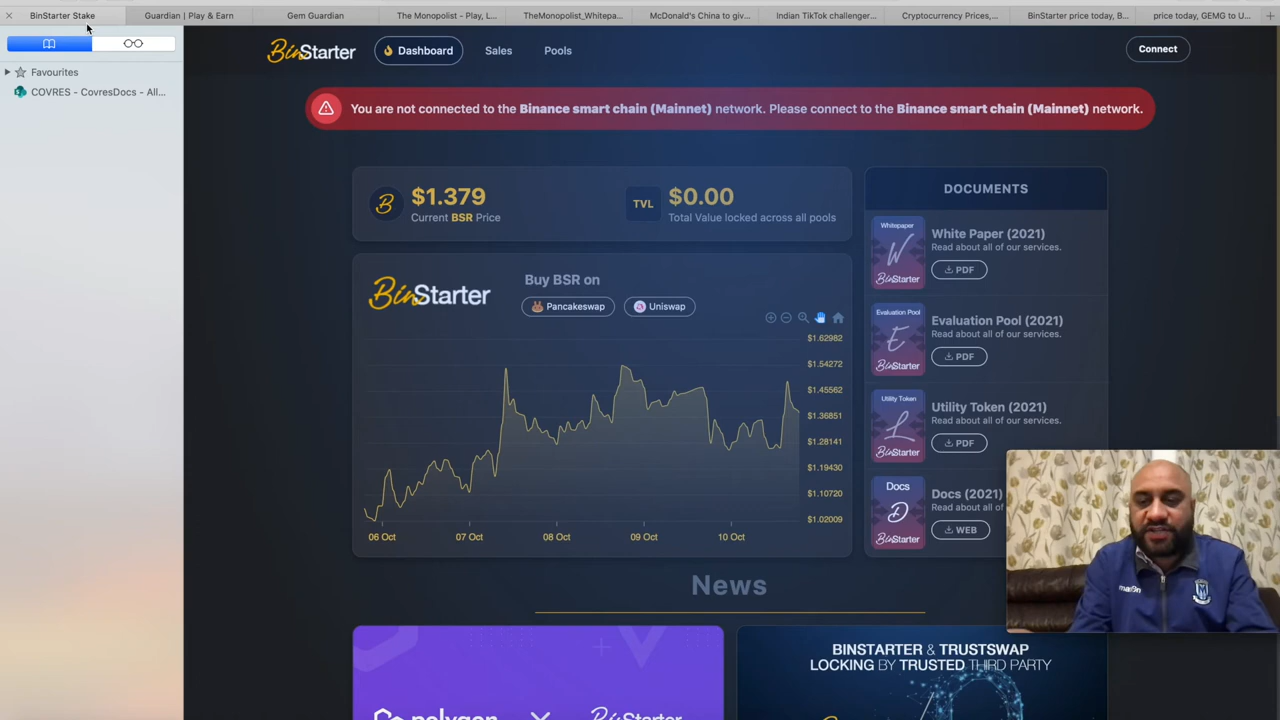 BinStarter Stake
Guardian | Play & Earn
Gem Guardian
The Monopolist - Play, L...
TheMonopolist_Whitepa...
McDonald's China to giv...
Indian TikTok challenger...
Cryptocurrency Prices,...
BinStarter price today, B...
price today, GEMG to U...
Favourites
COVRES - CovresDocs - All...
BinStarter
Dashboard
Sales
Pools
Connect
You are not connected to the Binance smart chain (Mainnet) network. Please connect to the Binance smart chain (Mainnet) network.
B
$1.379
Current BSR Price
TVL
$0.00
Total Value locked across all pools
BinStarter
Buy BSR on
Pancakeswap
Uniswap
$1.62982
$1.54272
$1.45562
$1.36851
$1.28141
$1.19430
$1.10720
$1.02009
06 Oct
07 Oct
08 Oct
09 Oct
10 Oct
DOCUMENTS
Whitepaper
W
BinStarter
White Paper (2021)
Read about all of our services.
PDF
Evaluation Pool
E
BinStarter
Evaluation Pool (2021)
Read about all of our services.
PDF
Utility Token
L
BinStarter
Utility Token (2021)
Read about all of our services.
PDF
Docs
D
BinStarter
Docs (2021)
Read about all of
WEB
News
polygon
BinStarter
BINSTARTER & TRUSTSWAP
LOCKING BY TRUSTED THIRD PARTY